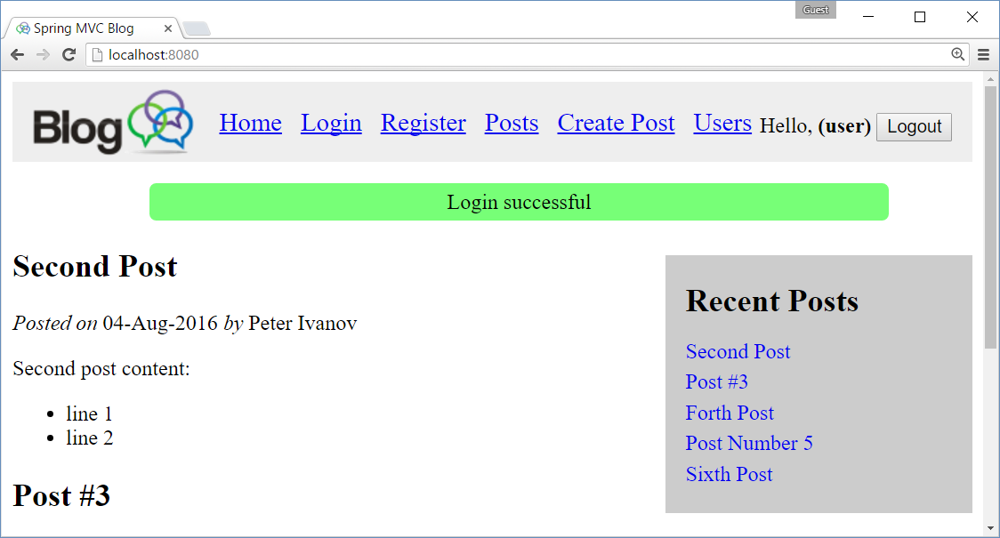 Guest
Spring MVC Blog
localhost:8080
Blog Home Login Register Posts Create Post Users Hello, (user) Logout
Login successful
Second Post
Posted on 04-Aug-2016 by Peter Ivanov
Second post content:
line 1
line 2
Post #3
Recent Posts
Second Post
Post #3
Forth Post
Post Number 5
Sixth Post